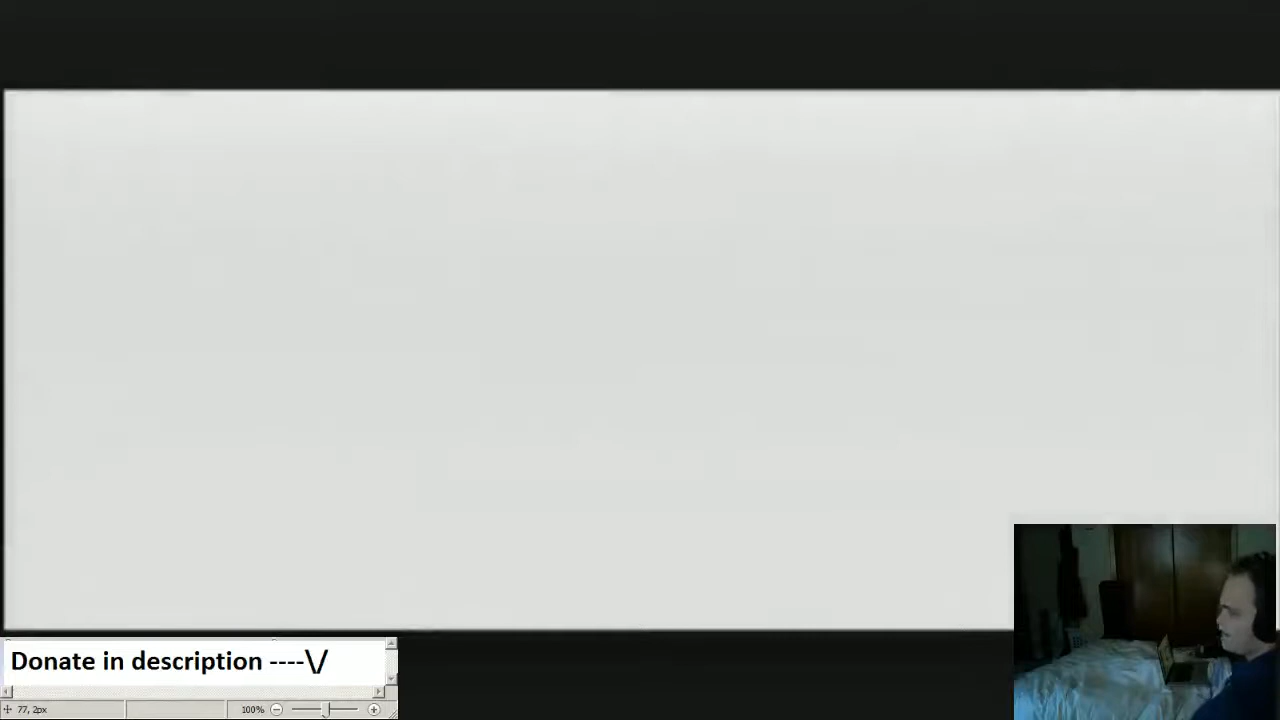 Donate in description ----\/
77, 2px
100%